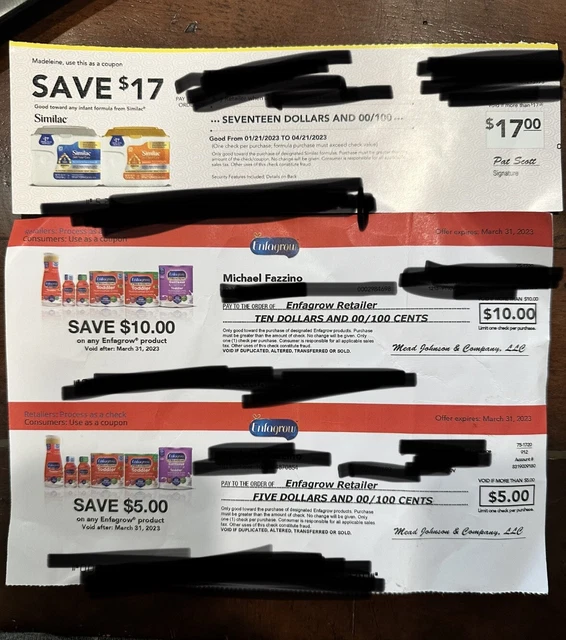 Madeleine, use this as a coupon
SAVE $17
Good toward any infant formula from Similac®
Similac
PAY
... SEVENTEEN DOLLARS AND 00/100
Good From 01/21/2023 TO 04/21/2023
(One check per purchase; formula purchase must exceed check value)
Security Features Included. Details on Back.
$17.00
Pat Scott
Signature
Retailers: Process as a check
Consumers: Use as a coupon
Enfagrow
Offer expires: March 31, 2023
Michael Fazzino
PAY TO THE ORDER OF Enfagrow Retailer
TEN DOLLARS AND 00/100 CENTS
$10.00
Limit one check per purchase.
SAVE $10.00
on any Enfagrow® product
Void after: March 31, 2023
Only good toward the purchase of designated Enfagrow products. Purchase
must be greater than the amount of check. No change will be given. Only
one (1) check per purchase. Consumer is responsible for all applicable sales
tax. Other uses of this check constitute fraud.
VOID IF DUPLICATED, ALTERED, TRANSFERRED OR SOLD.
Mead Johnson & Company, LLC
Retailers: Process as a check
Consumers: Use as a coupon
Enfagrow
Offer expires: March 31, 2023
PAY TO THE ORDER OF Enfagrow Retailer
FIVE DOLLARS AND 00/100 CENTS
VOID IF MORE THAN $5.00
$5.00
Limit one check per purchase.
SAVE $5.00
on any Enfagrow® product
Void after: March 31, 2023
Only good toward the purchase of designated Enfagrow products. Purchase
must be greater than the amount of check. No change will be given. Only
one (1) check per purchase. Consumer is responsible for all applicable sales
tax. Other uses of this check constitute fraud.
VOID IF DUPLICATED, ALTERED, TRANSFERRED OR SOLD.
Mead Johnson & Company, LLC